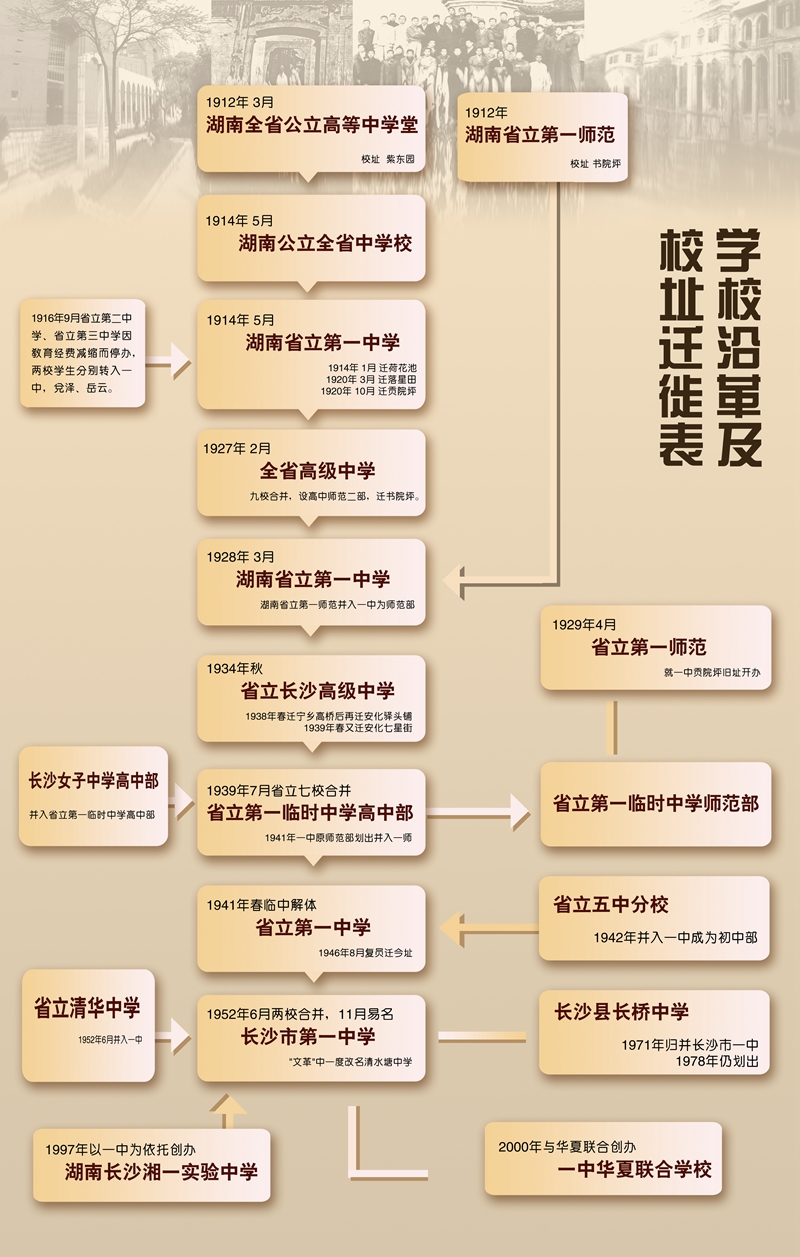 学校沿革及
校址迁徙表
1912年 3月
湖南全省公立高等中学堂
校址 紫东园
1912年
湖南省立第一师范
校址 书院坪
1914年 5月
湖南公立全省中学校
1916年9月省立第二中
学、省立第三中学因
教育经费减缩而停办，
两校学生分别转入一
中，兑泽、岳云。
1914年 5月
湖南省立第一中学
1914年 1月 迁荷花池
1920年 3月 迁落星田
1920年 10月 迁贡院坪
1927年 2月
全省高级中学
九校合并，设高中师范二部，迁书院坪。
1928年 3月
湖南省立第一中学
湖南省立第一师范并入一中为师范部
1929年4月
省立第一师范
就一中贡院坪旧址开办
1934年秋
省立长沙高级中学
1938年春迁宁乡高桥后再迁安化驿头铺
1939年春又迁安化七星街
长沙女子中学高中部
并入省立第一临时中学高中部
1939年7月省立七校合并
省立第一临时中学高中部
1941年一中原师范部划出并入一师
省立第一临时中学师范部
1941年春临中解体
省立第一中学
1946年8月复员迁今址
省立五中分校
1942年并入一中成为初中部
省立清华中学
1952年6月并入一中
1952年6月两校合并，11月易名
长沙市第一中学
"文革"中一度改名清水塘中学
长沙县长桥中学
1971年归并长沙市一中
1978年仍划出
1997年以一中为依托创办
湖南长沙湘一实验中学
2000年与华夏联合创办
一中华夏联合学校